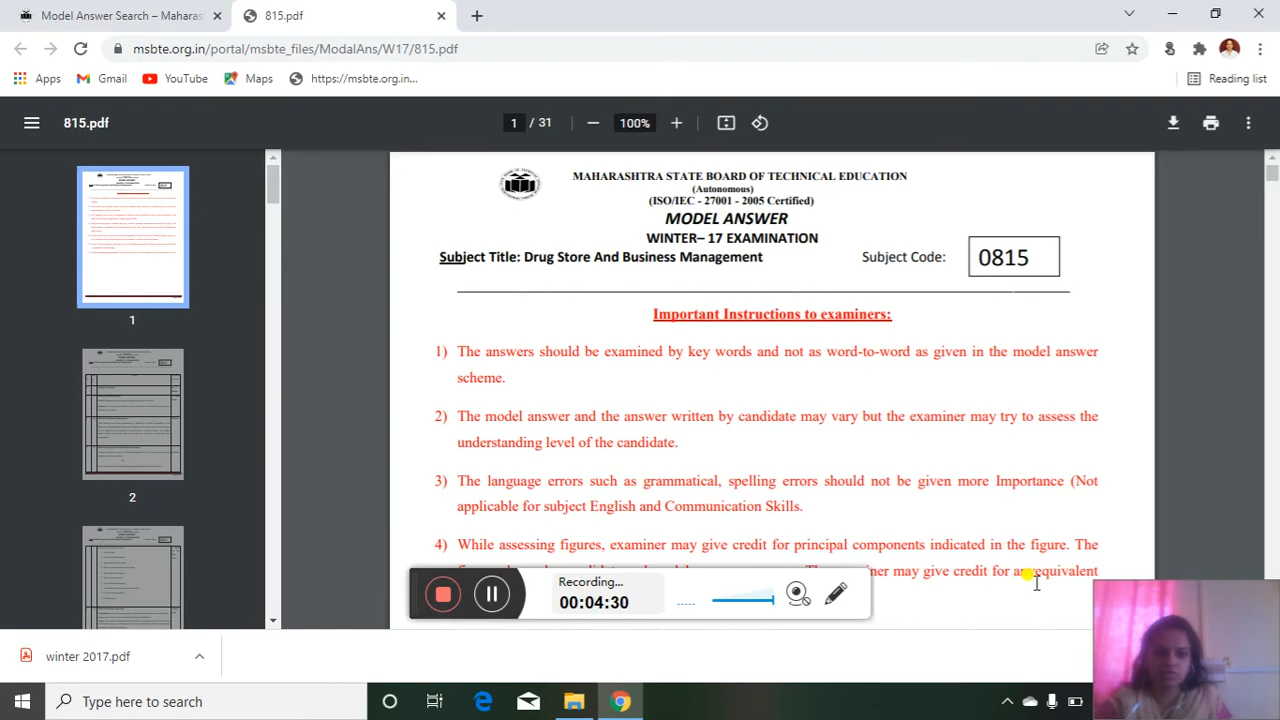 Model Answer Search – Maharas
815.pdf
msbte.org.in/portal/msbte_files/ModalAns/W17/815.pdf
Apps
Gmail
YouTube
Maps
https://msbte.org.in...
Reading list
815.pdf
1 / 31
100%
MAHARASHTRA STATE BOARD OF TECHNICAL EDUCATION
(Autonomous)
(ISO/IEC - 27001 - 2005 Certified)
MODEL ANSWER
WINTER– 17 EXAMINATION
Subject Title: Drug Store And Business Management
Subject Code:
0815
Important Instructions to examiners:
1) The answers should be examined by key words and not as word-to-word as given in the model answer
scheme.
2) The model answer and the answer written by candidate may vary but the examiner may try to assess the
understanding level of the candidate.
3) The language errors such as grammatical, spelling errors should not be given more Importance (Not
applicable for subject English and Communication Skills.
4) While assessing figures, examiner may give credit for principal components indicated in the figure. The
may give credit for any equivalent
1
2
Recording...
00:04:30
winter 2017.pdf
Type here to search